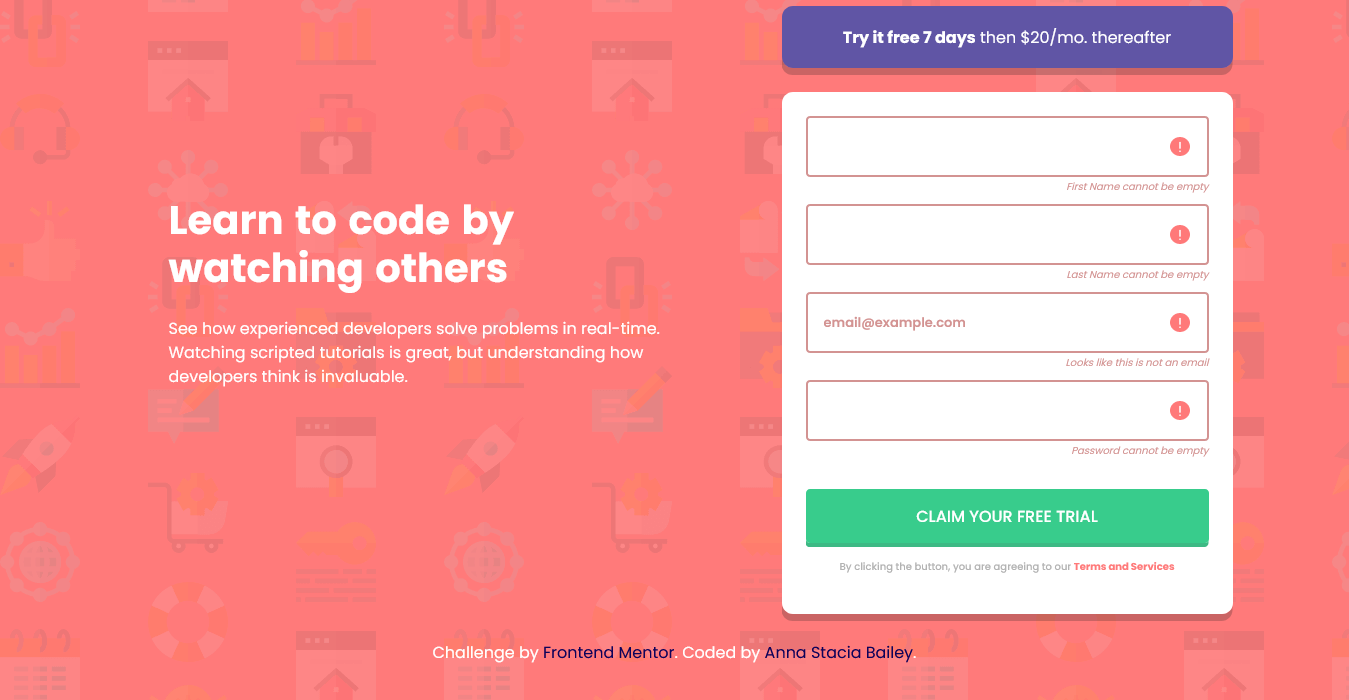 Try it free 7 days then $20/mo. thereafter
Learn to code by
watching others
See how experienced developers solve problems in real-time.
Watching scripted tutorials is great, but understanding how
developers think is invaluable.
!
First Name cannot be empty
!
Last Name cannot be empty
email@example.com !
Looks like this is not an email
!
Password cannot be empty
CLAIM YOUR FREE TRIAL
By clicking the button, you are agreeing to our Terms and Services
Challenge by Frontend Mentor. Coded by Anna Stacia Bailey.